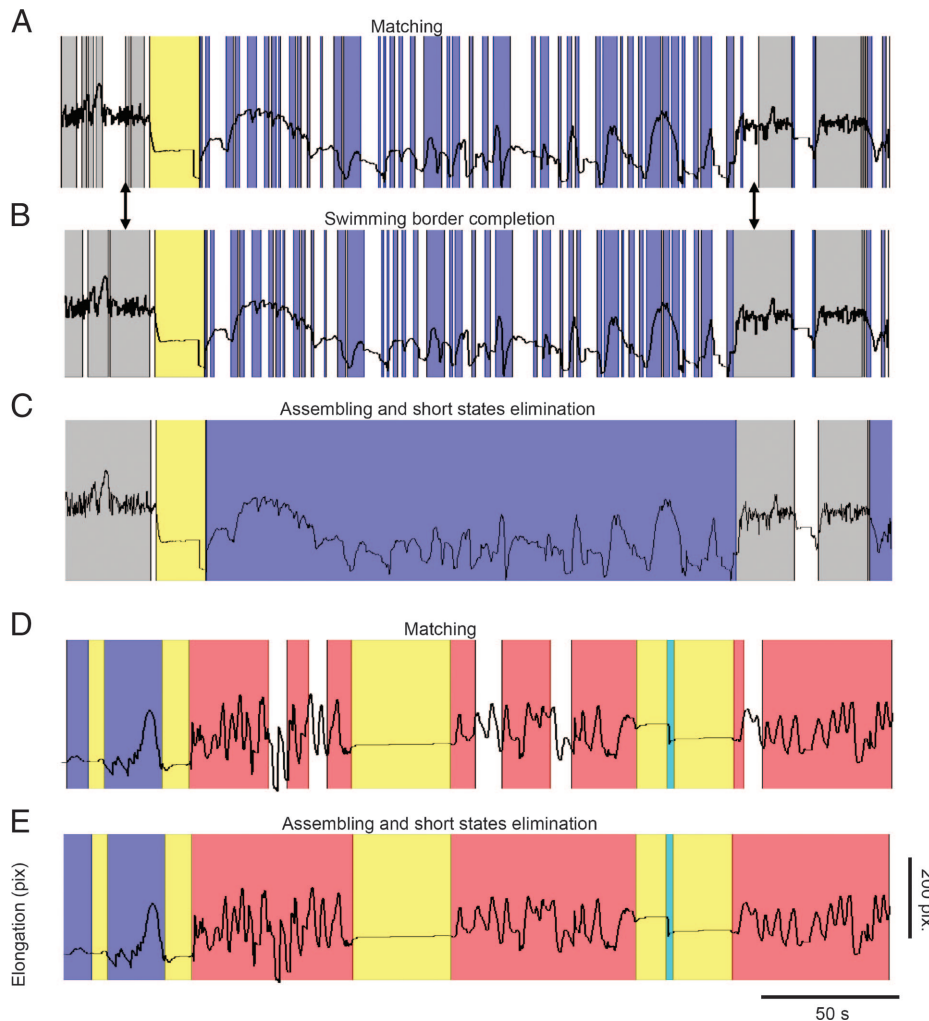 A
Matching
B
Swimming border completion
C
Assembling and short states elimination
D
Matching
E
Assembling and short states elimination
Elongation (pix)
200 pix.
50 s